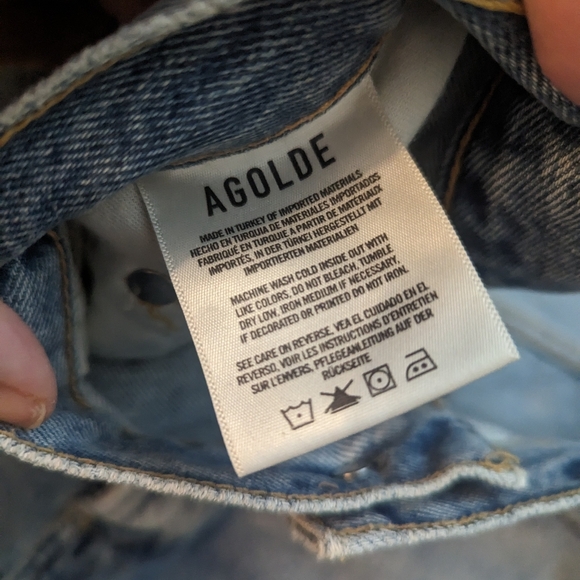 AGOLDE
MADE IN TURKEY OF IMPORTED MATERIALS
HECHO EN TURQUIA DE MATERIALES IMPORTADOS
FABRIQUÉ EN TURQUIE A PARTIR DE MATÉRIAUX
IMPORTÉS, IN DER TÜRKEI HERGESTELLT MIT
IMPORTIERTEN MATERIALIEN
MACHINE WASH COLD INSIDE OUT WITH
LIKE COLORS, DO NOT BLEACH, TUMBLE
DRY LOW, IRON MEDIUM IF NECESSARY.
IF DECORATED OR PRINTED DO NOT IRON.
SEE CARE ON REVERSE. VEA EL CUIDADO EN EL
REVERSO, VOIR LES INSTRUCTIONS D'ENTRETIEN
SUR L'ENVERS. PFLEGEANLEITUNG AUF DER
RÜCKSEITE